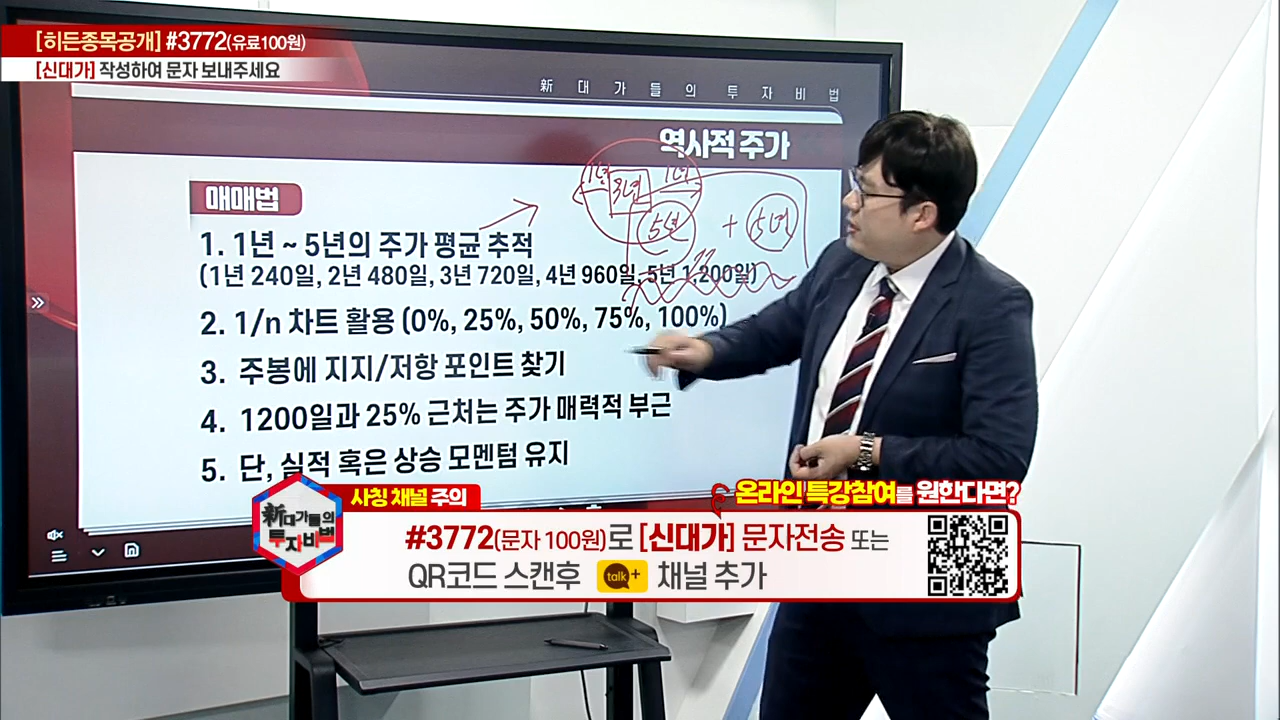 [히든종목공개] #3772(유료100원)
[신대가] 작성하여 문자 보내주세요
新 대 가 들 의 투 자 비 법
역사적 주가
매매법
1년 3년 1년
5년 + 5년
1. 1년 ~ 5년의 주가 평균 추적
(1년 240일, 2년 480일, 3년 720일, 4년 960일, 5년 1,200일)
2. 1/n 차트 활용 (0%, 25%, 50%, 75%, 100%)
3. 주봉에 지지/저항 포인트 찾기
4. 1200일과 25% 근처는 주가 매력적 부근
5. 단, 실적 혹은 상승 모멘텀 유지
사칭 채널 주의
온라인 특강참여를 원한다면?
新대가들의
투자비법
#3772(문자 100원)로 [신대가] 문자전송 또는
QR코드 스캔후 talk+ 채널 추가